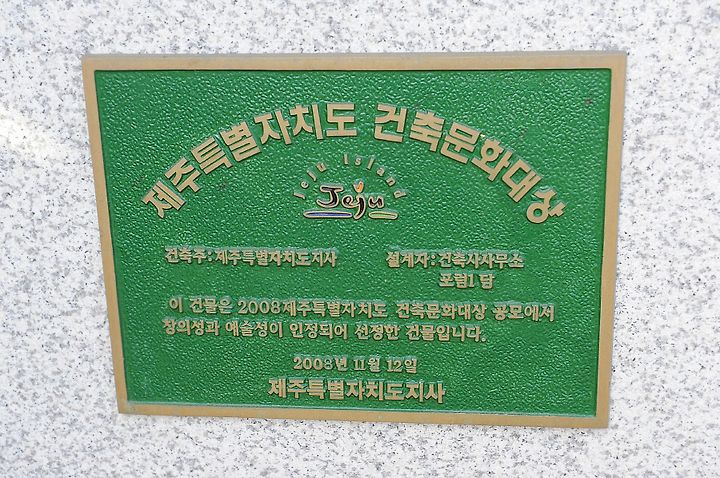 제주특별자치도 건축문화대상
Jeju Island
Jeju
건축주 : 제주특별자치도지사
설계자 : 건축사사무소
포럼1 담
이 건물은 2008제주특별자치도 건축문화대상 공모에서
창의성과 예술성이 인정되어 선정한 건물입니다.
2008년 11월 12일
제주특별자치도지사